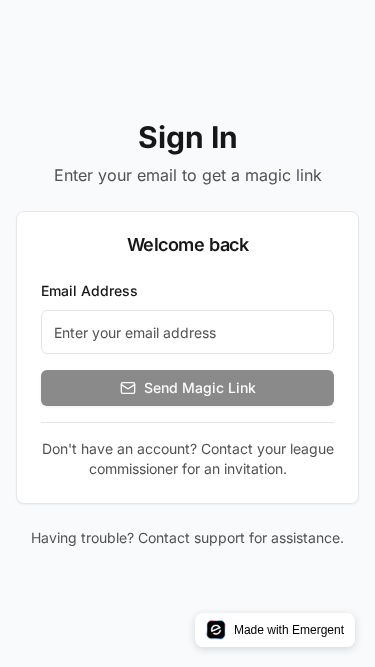 Sign In
Enter your email to get a magic link
Welcome back
Email Address
Enter your email address
Send Magic Link
Don't have an account? Contact your league
commissioner for an invitation.
Having trouble? Contact support for assistance.
Made with Emergent